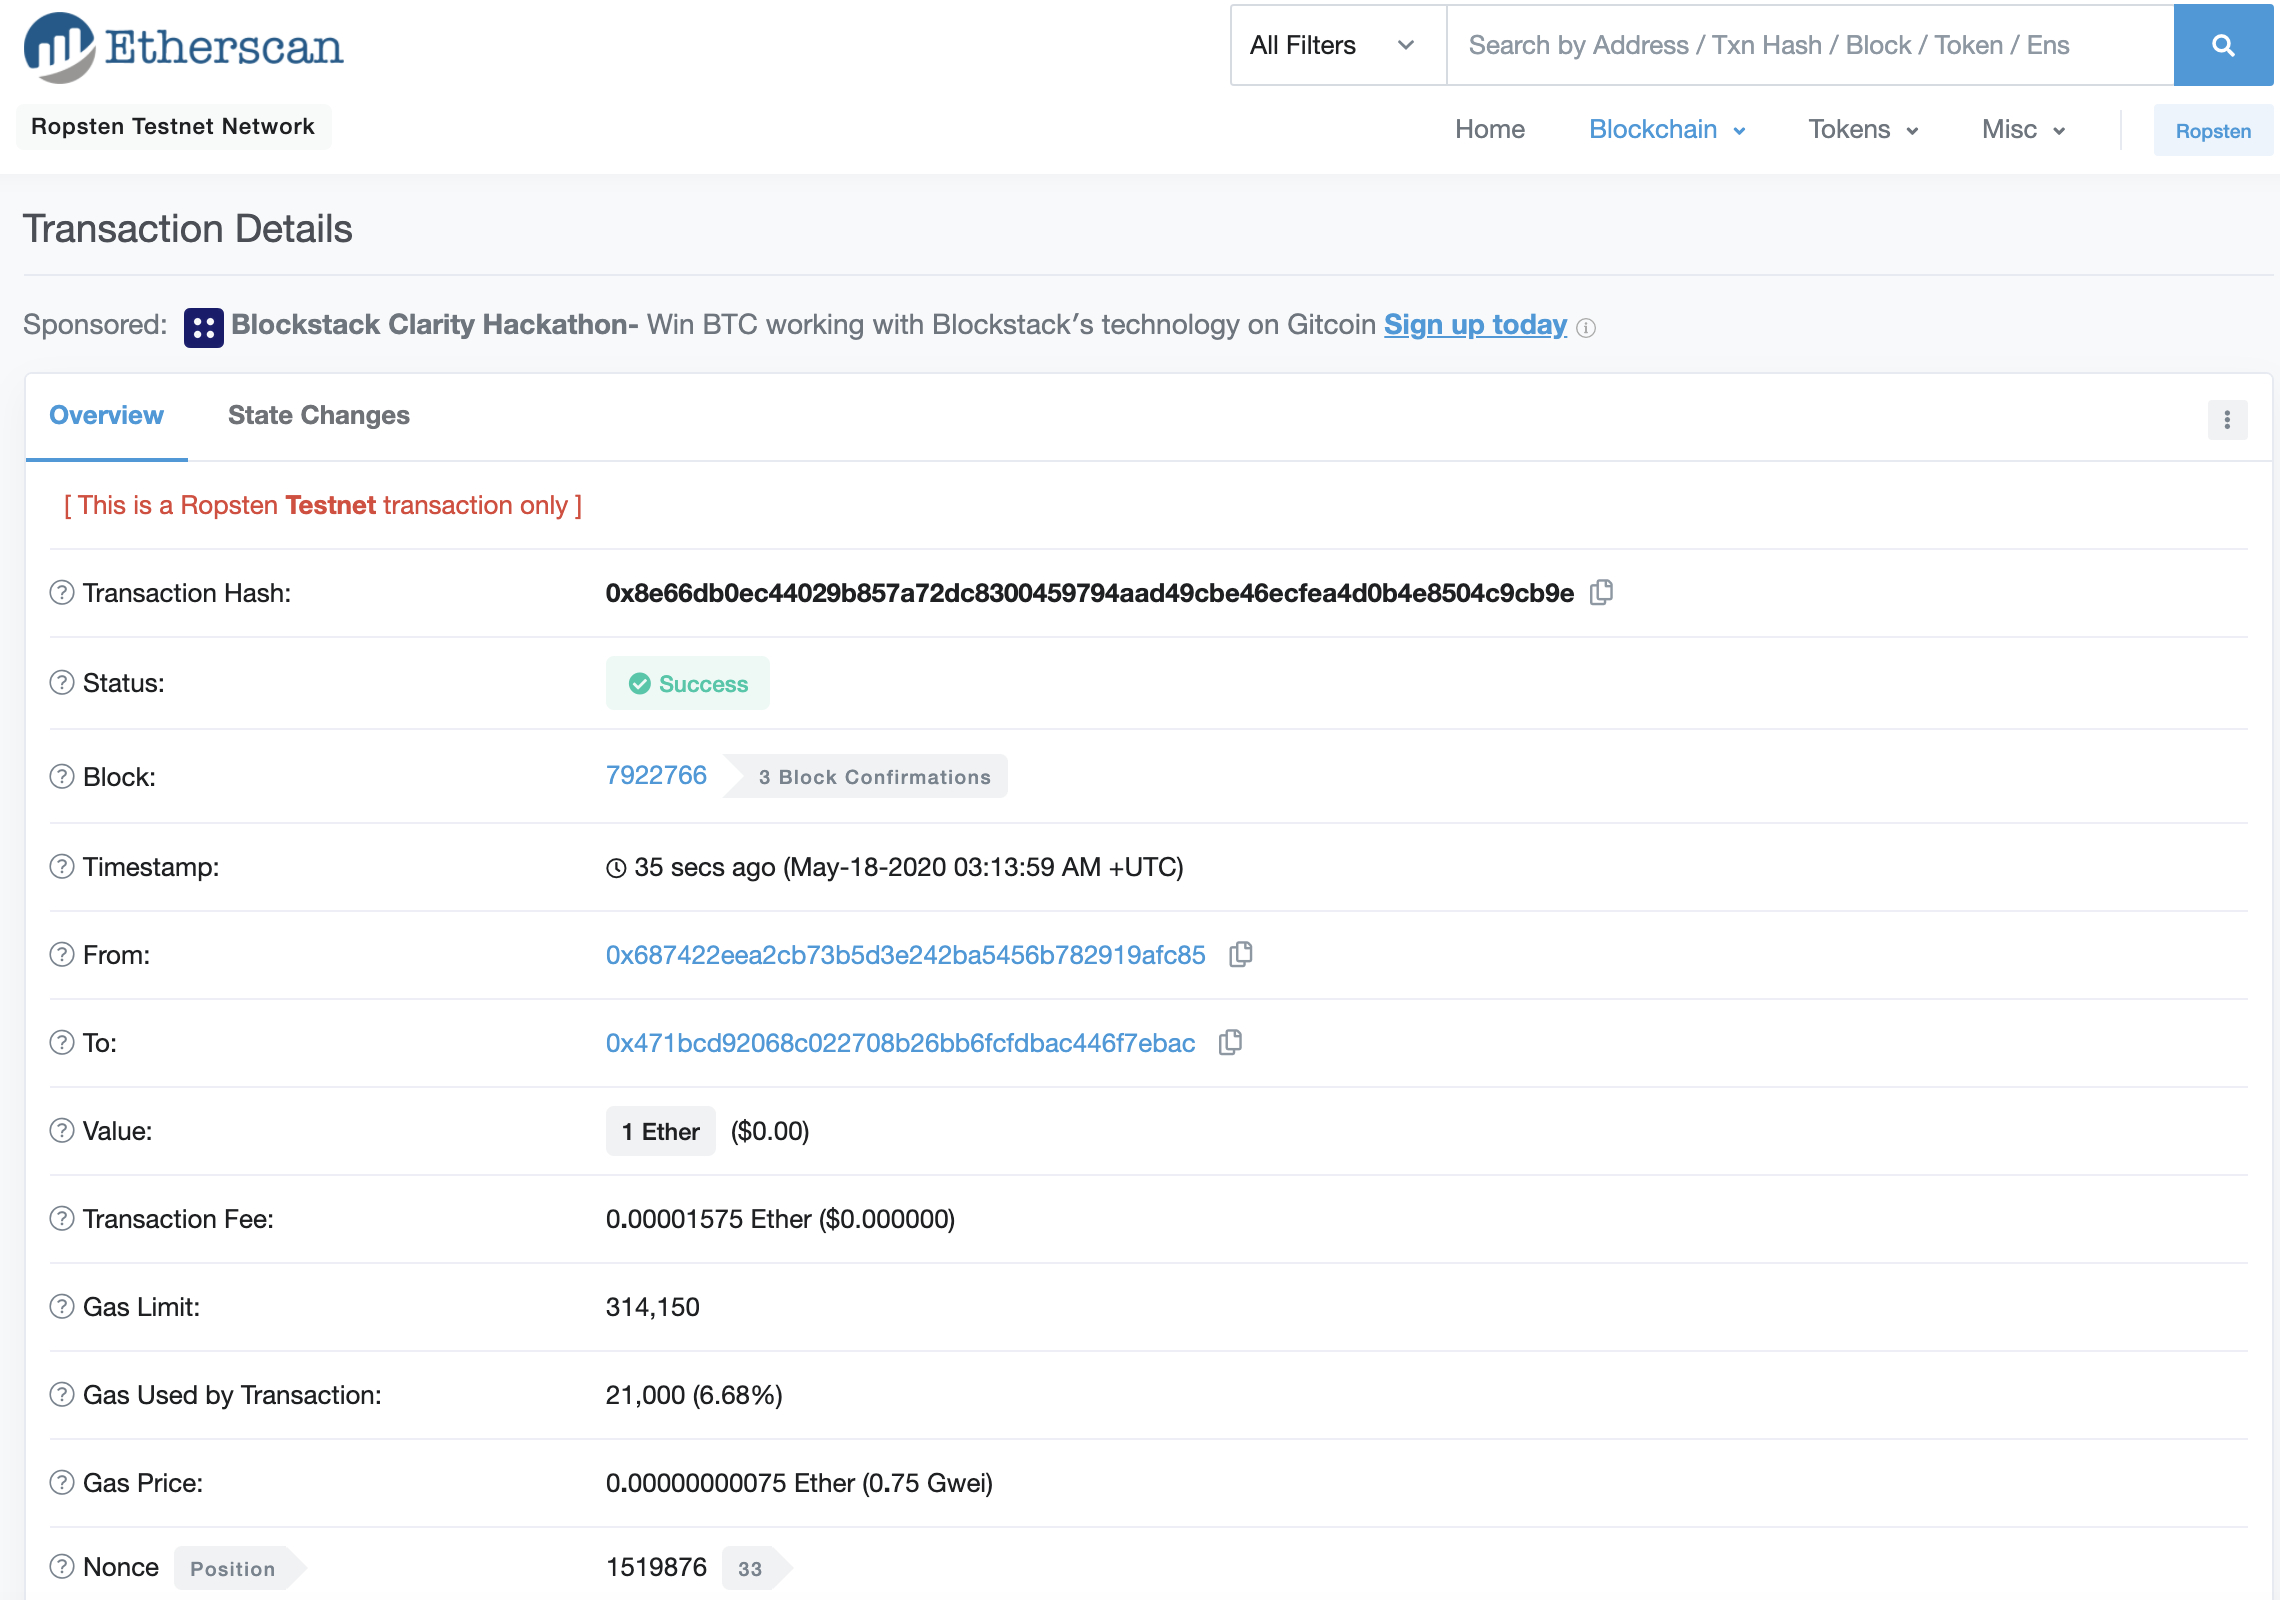 Etherscan
All Filters
Search by Address / Txn Hash / Block / Token / Ens
Ropsten Testnet Network
Home Blockchain Tokens Misc Ropsten
Transaction Details
Sponsored: Blockstack Clarity Hackathon- Win BTC working with Blockstack's technology on Gitcoin Sign up today
Overview State Changes
[ This is a Ropsten Testnet transaction only ]
Transaction Hash: 0x8e66db0ec44029b857a72dc8300459794aad49cbe46ecfea4d0b4e8504c9cb9e
Status: Success
Block: 7922766 3 Block Confirmations
Timestamp: 35 secs ago (May-18-2020 03:13:59 AM +UTC)
From: 0x687422eea2cb73b5d3e242ba5456b782919afc85
To: 0x471bcd92068c022708b26bb6fcfdbac446f7ebac
Value: 1 Ether ($0.00)
Transaction Fee: 0.00001575 Ether ($0.000000)
Gas Limit: 314,150
Gas Used by Transaction: 21,000 (6.68%)
Gas Price: 0.00000000075 Ether (0.75 Gwei)
Nonce Position 1519876 33